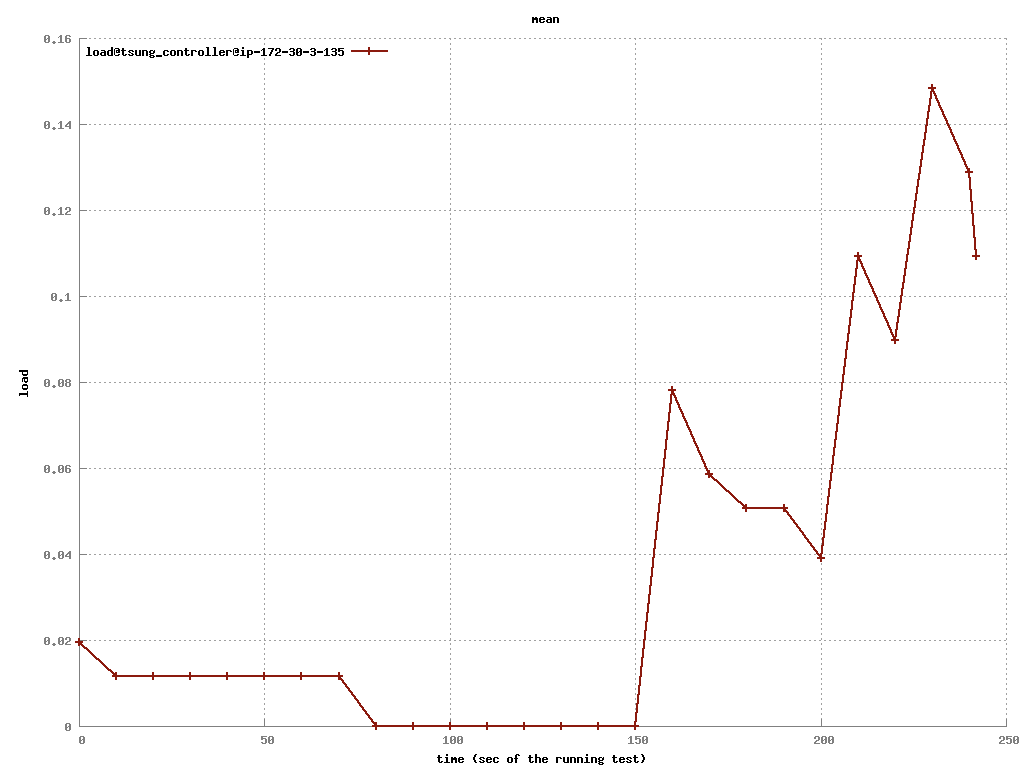 mean
0.16
load@tsung_controller@ip-172-30-3-135
0.14
0.12
0.1
load
0.08
0.06
0.04
0.02
0
0 50 100 150 200 250
time (sec of the running test)